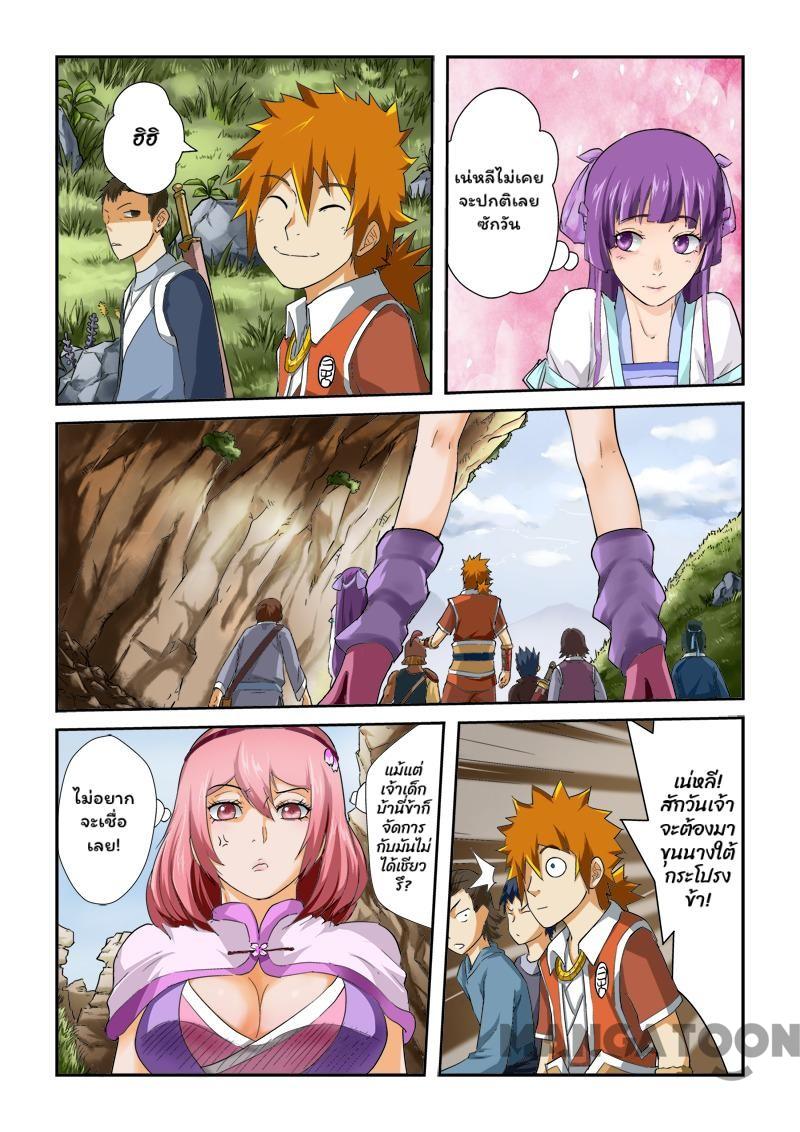 ฮิฮิ
เน่หลีไม่เคย
จะปกติเลย
ซักวัน
ไม่อยาก
จะเชื่อ
เลย!
แม้แต่
เจ้าเด็ก
บ้านี่ข้าก็
จัดการ
กับมันไม่
ได้เชียว
รึ?
เน่หลี!
สักวันเจ้า
จะต้องมา
ขุนนางใต้
กระโปรง
ข้า!
MANGATOON